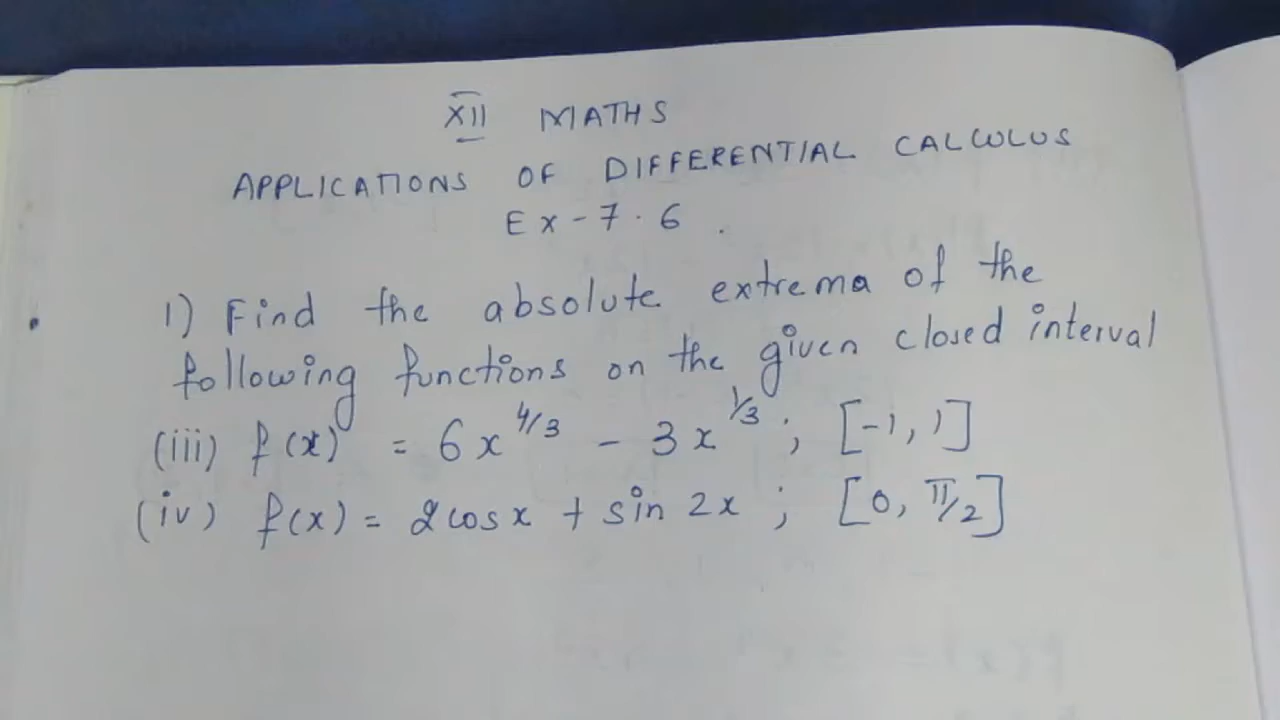 XII MATHS
APPLICATIONS OF DIFFERENTIAL CALCULUS
Ex - 7.6.
1) Find the absolute extrema of the
following functions on the given closed interval
(iii) f(x) = 6x^4/3 - 3x^1/3 ; [-1, 1]
(iv) f(x) = 2cosx + sin 2x ; [0, π/2]